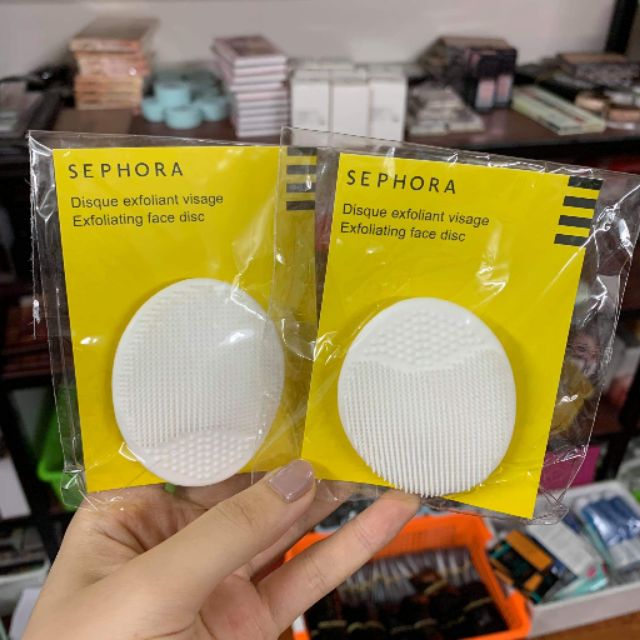 SEPHORA
Disque exfoliant visage
Exfoliating face disc
SEPHORA
Disque exfoliant visage
Exfoliating face disc